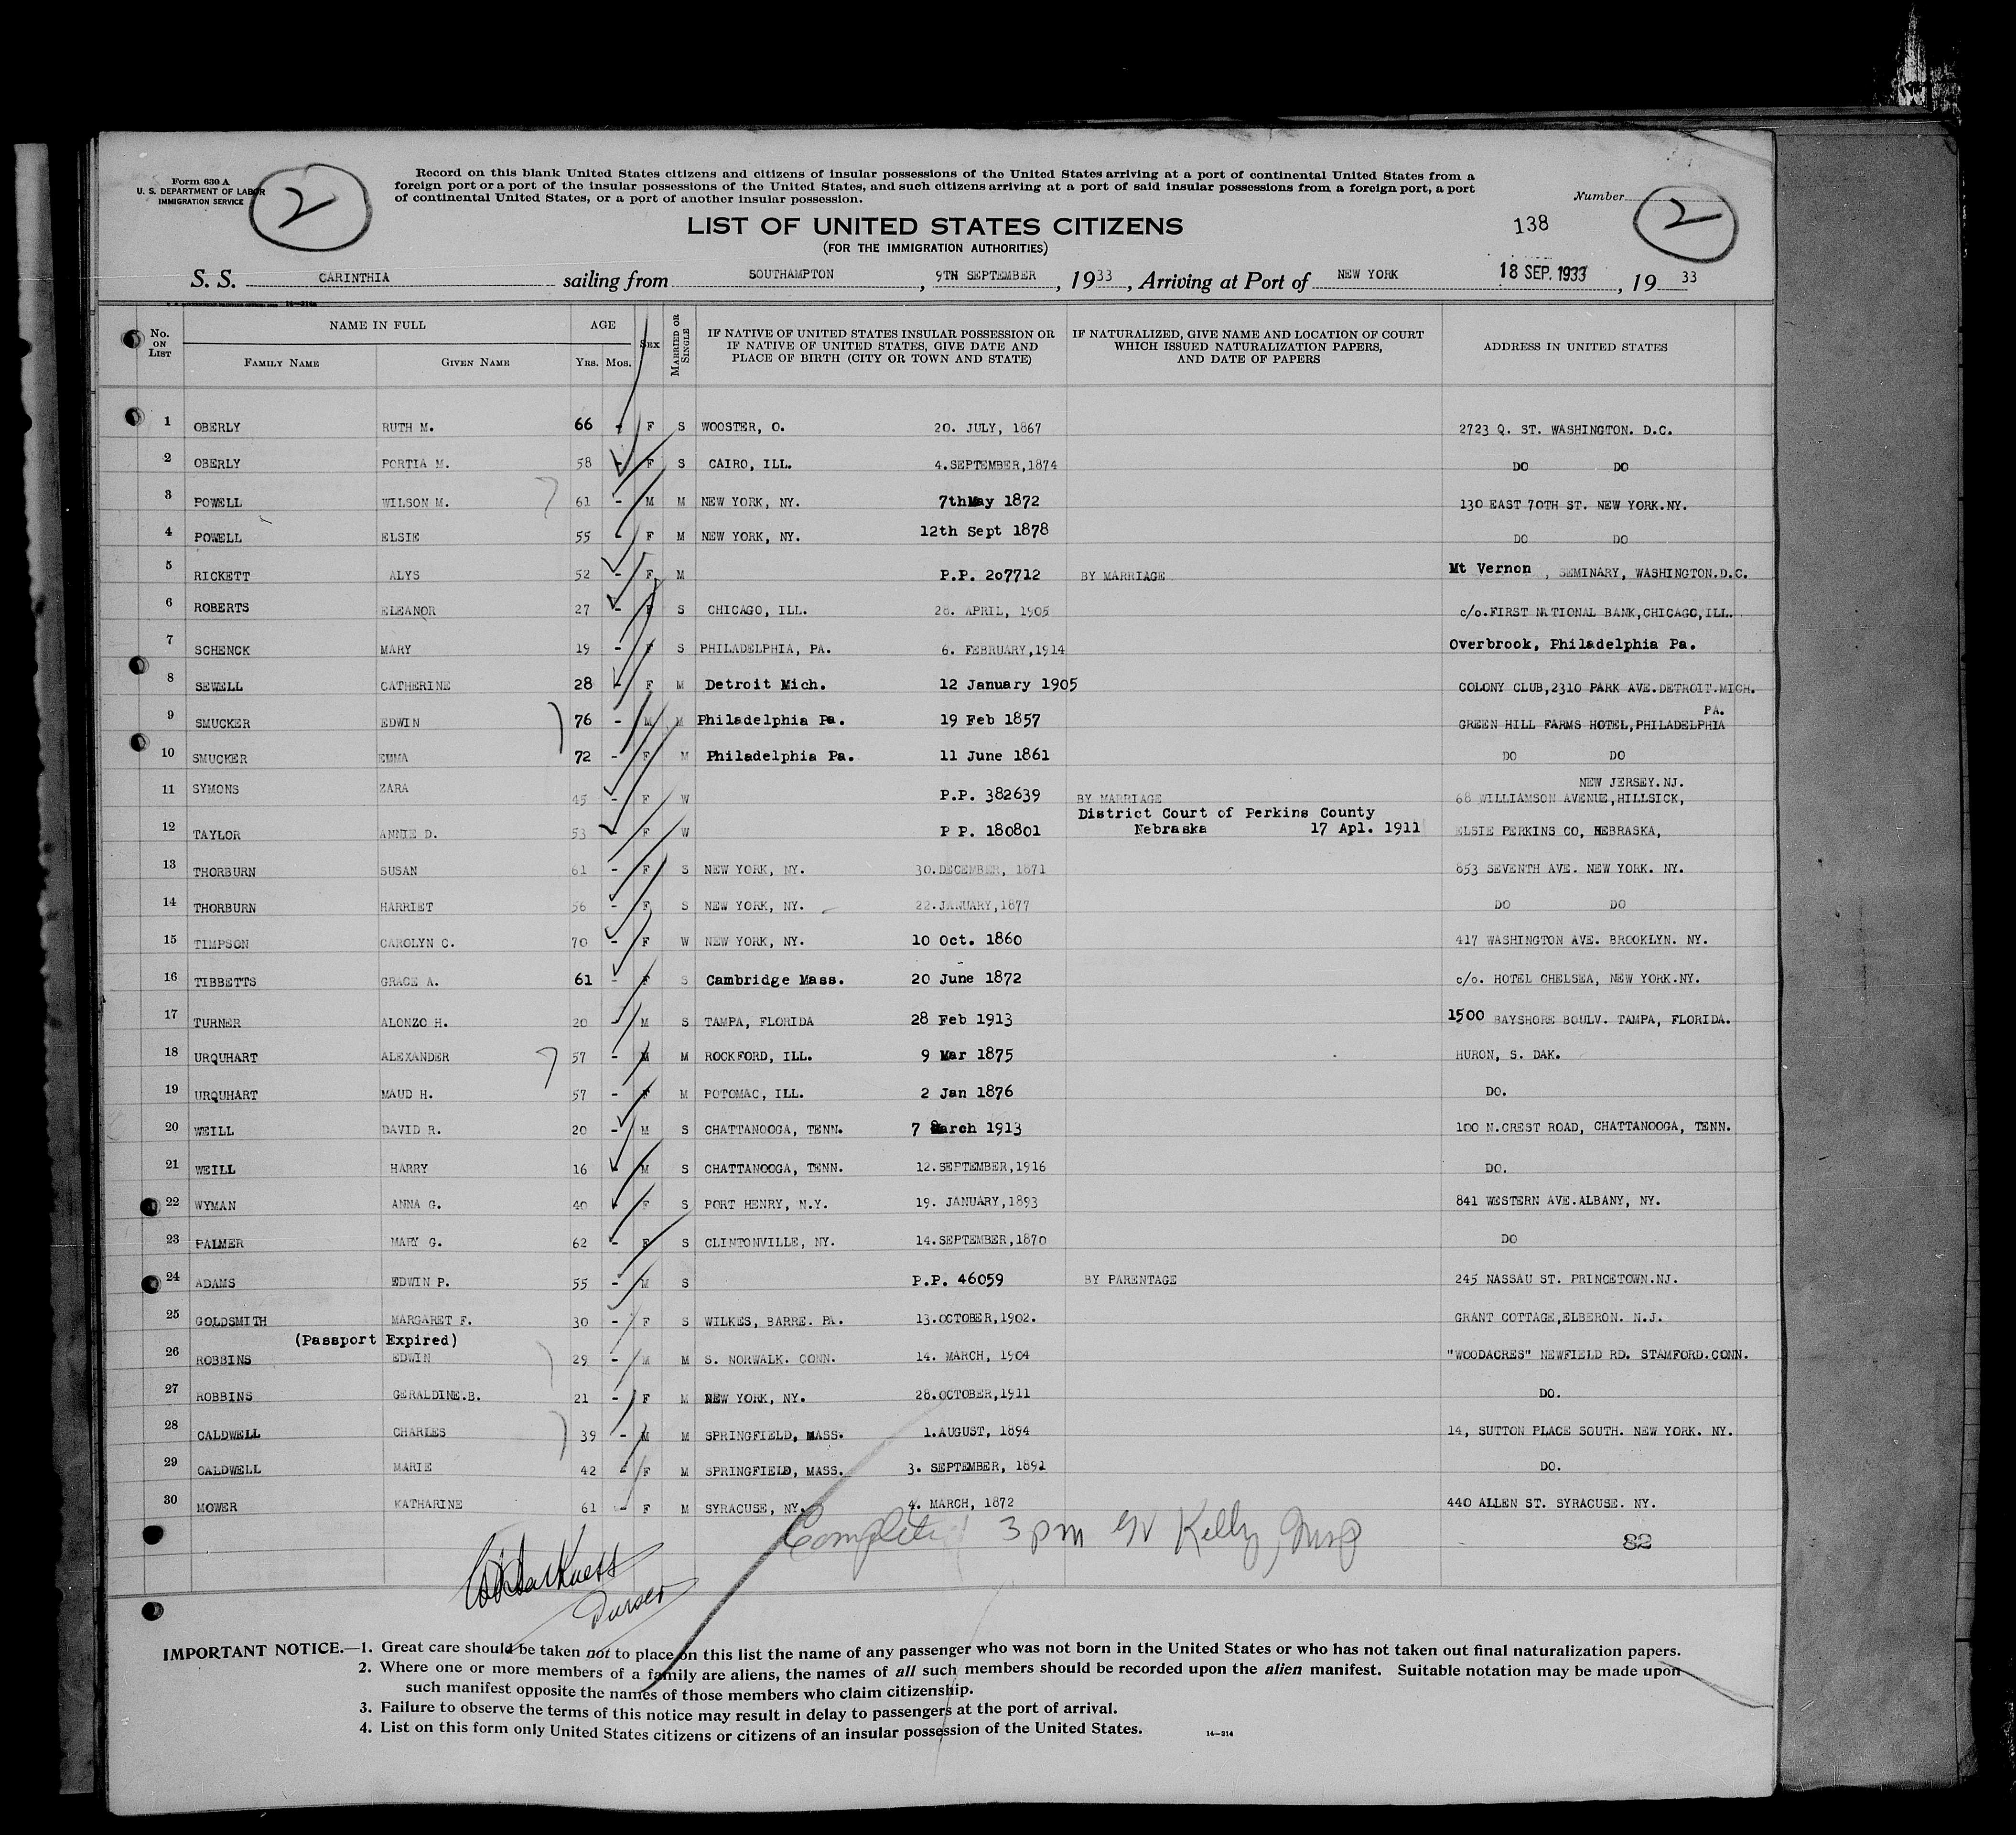 Form 630 A
U. S. DEPARTMENT OF LABOR
IMMIGRATION SERVICE
2
Record on this blank United States citizens and citizens of insular possessions of the United States arriving at a port of continental United States from a
foreign port or a port of the insular possessions of the United States, and such citizens arriving at a port of said insular possessions from a foreign port, a port
of continental United States, or a port of another insular possession.
Number
2
138
LIST OF UNITED STATES CITIZENS
(FOR THE IMMIGRATION AUTHORITIES)
S. S. CARINTHIA sailing from SOUTHAMPTON, 9TH SEPTEMBER, 1933, Arriving at Port of NEW YORK 18 SEP. 1933, 1933
No. ON LIST NAME IN FULL AGE SEX MARRIED OR SINGLE IF NATIVE OF UNITED STATES INSULAR POSSESSION OR IF NATIVE OF UNITED STATES, GIVE DATE AND PLACE OF BIRTH (CITY OR TOWN AND STATE) IF NATURALIZED, GIVE NAME AND LOCATION OF COURT WHICH ISSUED NATURALIZATION PAPERS, AND DATE OF PAPERS ADDRESS IN UNITED STATES
FAMILY NAME GIVEN NAME YRS. MOS.
1 OBERLY RUTH M. 66 - F S WOOSTER, O. 20. JULY, 1867 2723 Q. ST. WASHINGTON. D.C.
2 OBERLY PORTIA M. 58 - F S CAIRO, ILL. 4.SEPTEMBER,1874 DO DO
3 POWELL WILSON M. 61 - M M NEW YORK, NY. 7thMay 1872 130 EAST 70TH ST. NEW YORK.NY.
4 POWELL ELSIE 55 - F M NEW YORK, NY. 12th Sept 1878 DO DO
5 RICKETT ALYS 52 - F M P.P. 207712 BY MARRIAGE Mt Vernon , SEMINARY, WASHINGTON.D.C.
6 ROBERTS ELEANOR 27 - F S CHICAGO, ILL. 28. APRIL, 1905 c/o.FIRST NATIONAL BANK,CHICAGO,ILL.
7 SCHENCK MARY 19 - F S PHILADELPHIA, PA. 6. FEBRUARY,1914 Overbrook, Philadelphia Pa.
8 SEWELL CATHERINE 28 - F M Detroit Mich. 12 January 1905 COLONY CLUB,2310 PARK AVE.DETROIT.MICH.
9 SMUCKER EDWIN 76 - M M Philadelphia Pa. 19 Feb 1857 GREEN HILL FARMS HOTEL,PHILADELPHIA PA.
10 SMUCKER EMMA 72 - F M Philadelphia Pa. 11 June 1861 DO DO
11 SYMONS ZARA 45 - F W P.P. 382639 BY MARRIAGE 68 WILLIAMSON AVENUE,HILLSICK, NEW JERSEY.NJ.
12 TAYLOR ANNIE D. 53 - F W P P. 180801 District Court of Perkins County Nebraska 17 Apl. 1911 ELSIE PERKINS CO, NEBRASKA,
13 THORBURN SUSAN 61 - F S NEW YORK, NY. 30.DECEMBER, 1871 853 SEVENTH AVE. NEW YORK. NY.
14 THORBURN HARRIET 56 - F S NEW YORK, NY. 22.JANUARY,1877 DO DO
15 TIMPSON CAROLYN C. 70 - F W NEW YORK, NY. 10 Oct. 1860 417 WASHINGTON AVE. BROOKLYN. NY.
16 TIBBETTS GRACE A. 61 - F S Cambridge Mass. 20 June 1872 c/o. HOTEL CHELSEA, NEW YORK.NY.
17 TURNER ALONZO H. 20 - M S TAMPA, FLORIDA 28 Feb 1913 1500 BAYSHORE BOULV. TAMPA, FLORIDA.
18 URQUHART ALEXANDER 57 - M M ROCKFORD, ILL. 9 Mar 1875 HURON, S. DAK.
19 URQUHART MAUD H. 57 - F M POTOMAC, ILL. 2 Jan 1876 DO.
20 WEILL DAVID R. 20 - M S CHATTANOOGA, TENN. 7 March 1913 100 N.CREST ROAD, CHATTANOOGA, TENN.
21 WEILL HARRY 16 - M S CHATTANOOGA, TENN. 12.SEPTEMBER,1916 DO.
22 WYMAN ANNA G. 40 - F S PORT HENRY, N.Y. 19. JANUARY,1893 841 WESTERN AVE.ALBANY, NY.
23 PALMER MARY G. 62 - F S CLINTONVILLE, NY. 14.SEPTEMBER,1870 DO
24 ADAMS EDWIN P. 55 - M S P.P. 46059 BY PARENTAGE 245 NASSAU ST. PRINCETOWN.NJ.
25 GOLDSMITH MARGARET F. 30 - F S WILKES, BARRE. PA. 13.OCTOBER,1902. GRANT COTTAGE,ELBERON. N.J.
(Passport Expired)
26 ROBBINS EDWIN 29 - M M S. NORWALK. CONN. 14. MARCH, 1904 "WOODACRES" NEWFIELD RD. STAMFORD.CONN.
27 ROBBINS GERALDINE.B. 21 - F M NEW YORK, NY. 28.OCTOBER,1911 DO.
28 CALDWELL CHARLES 39 - M M SPRINGFIELD, MASS. 1.AUGUST, 1894 14, SUTTON PLACE SOUTH. NEW YORK. NY.
29 CALDWELL MARIE 42 - F M SPRINGFIELD, MASS. 3. SEPTEMBER, 1891 DO.
30 MOWER KATHARINE 61 - F M SYRACUSE, NY. 4. MARCH, 1872 440 ALLEN ST. SYRACUSE. NY.
3 pm Kelly
82
Purser
IMPORTANT NOTICE.—1. Great care should be taken not to place on this list the name of any passenger who was not born in the United States or who has not taken out final naturalization papers.
2. Where one or more members of a family are aliens, the names of all such members should be recorded upon the alien manifest. Suitable notation may be made upon
such manifest opposite the names of those members who claim citizenship.
3. Failure to observe the terms of this notice may result in delay to passengers at the port of arrival.
4. List on this form only United States citizens or citizens of an insular possession of the United States.
14—214